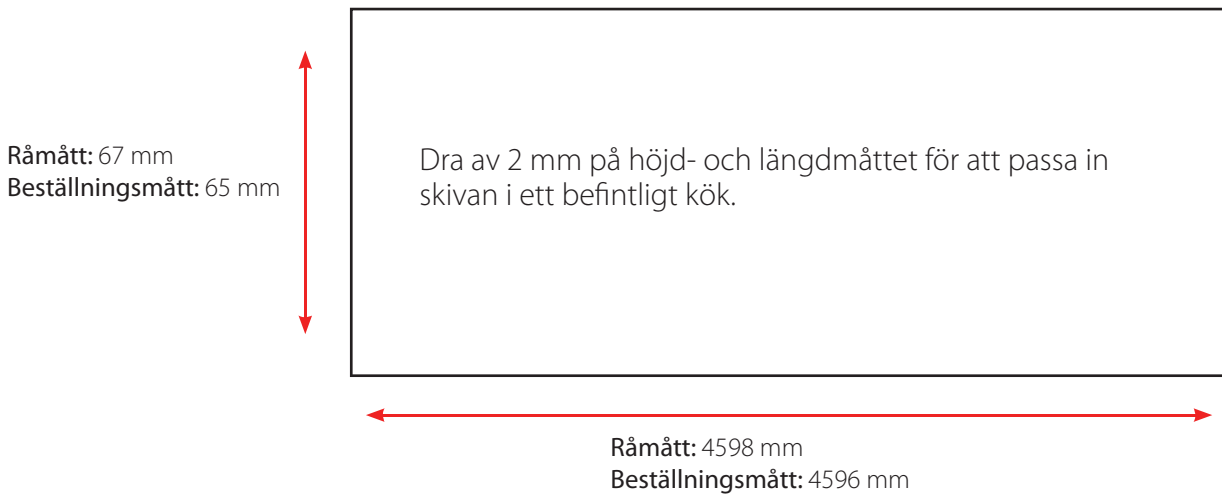 Råmått: 67 mm
Beställningsmått: 65 mm
Dra av 2 mm på höjd- och längdmåttet för att passa in
skivan i ett befintligt kök.
Råmått: 4598 mm
Beställningsmått: 4596 mm